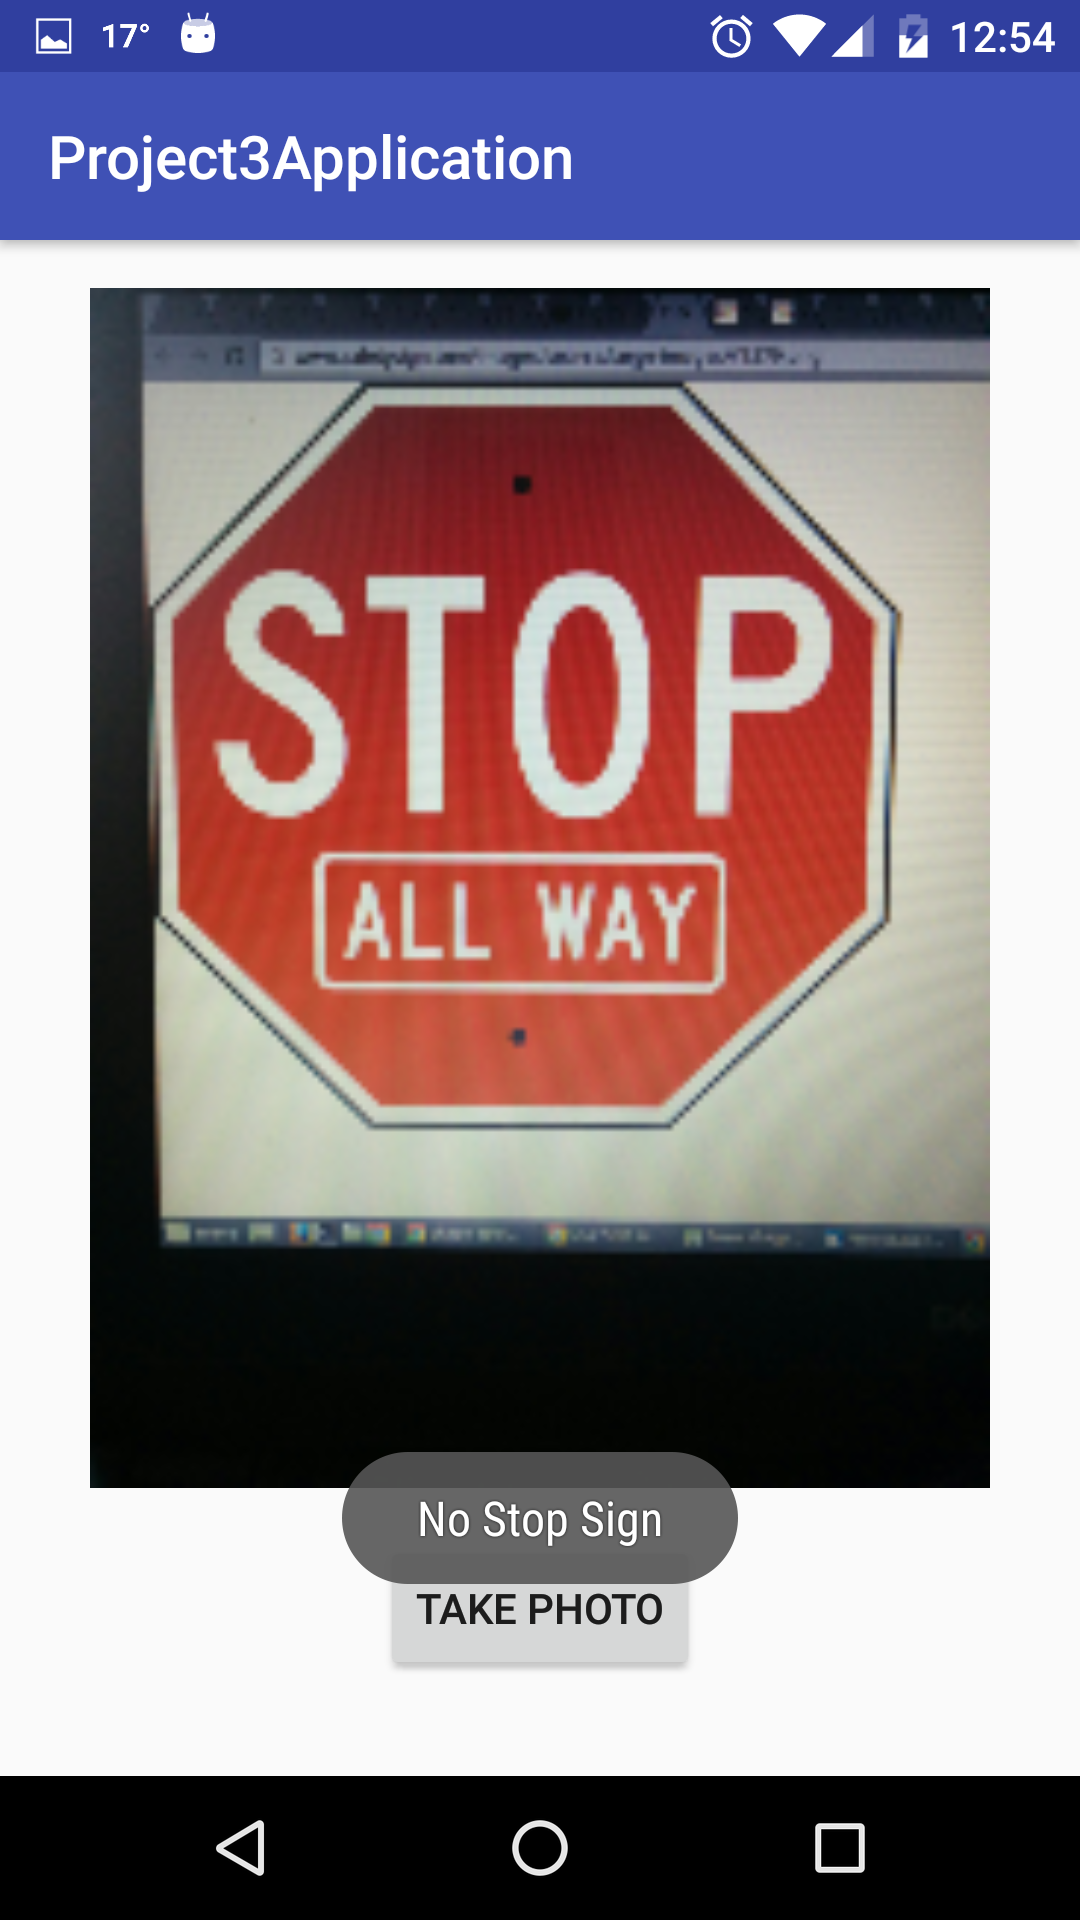 17°
12:54
Project3Application
STOP
ALL WAY
No Stop Sign
TAKE PHOTO